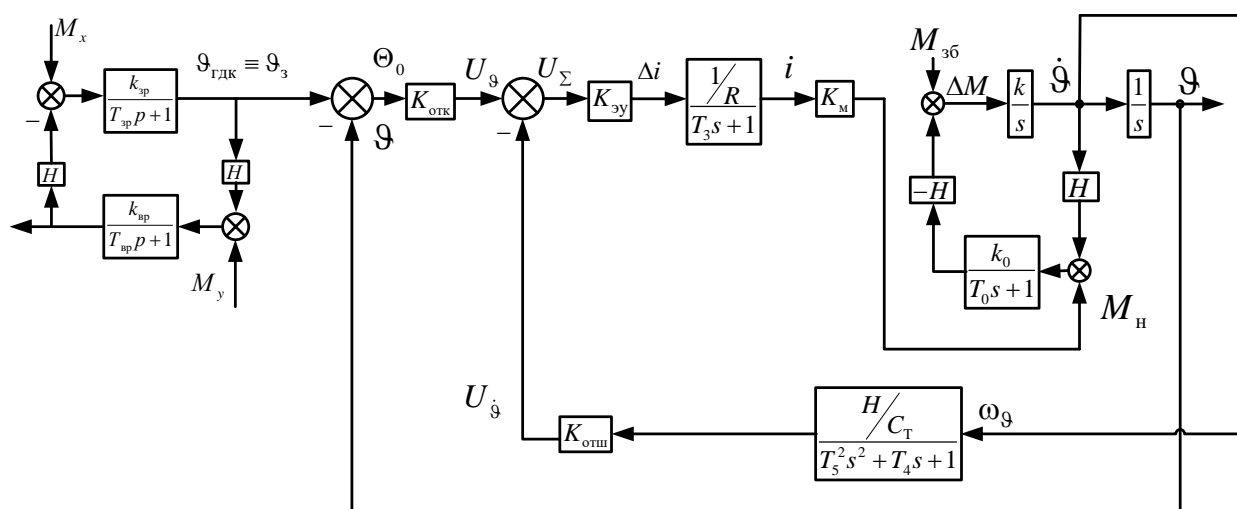 M_x
k_зр
T_зр p + 1
−
H
k_вр
T_вр p + 1
H
M_y
ϑ_гдк ≡ ϑ_з
Θ_0
−
ϑ
K_отк
U_ϑ
U_Σ
−
K_эу
Δi
1/R
T_3 s + 1
i
K_м
M_зб
ΔM
k
s
ϑ̇
1
s
ϑ
−H
H
k_0
T_0 s + 1
M_н
U_ϑ̇
K_отш
H/C_т
T_5^2 s^2 + T_4 s + 1
ω_ϑ